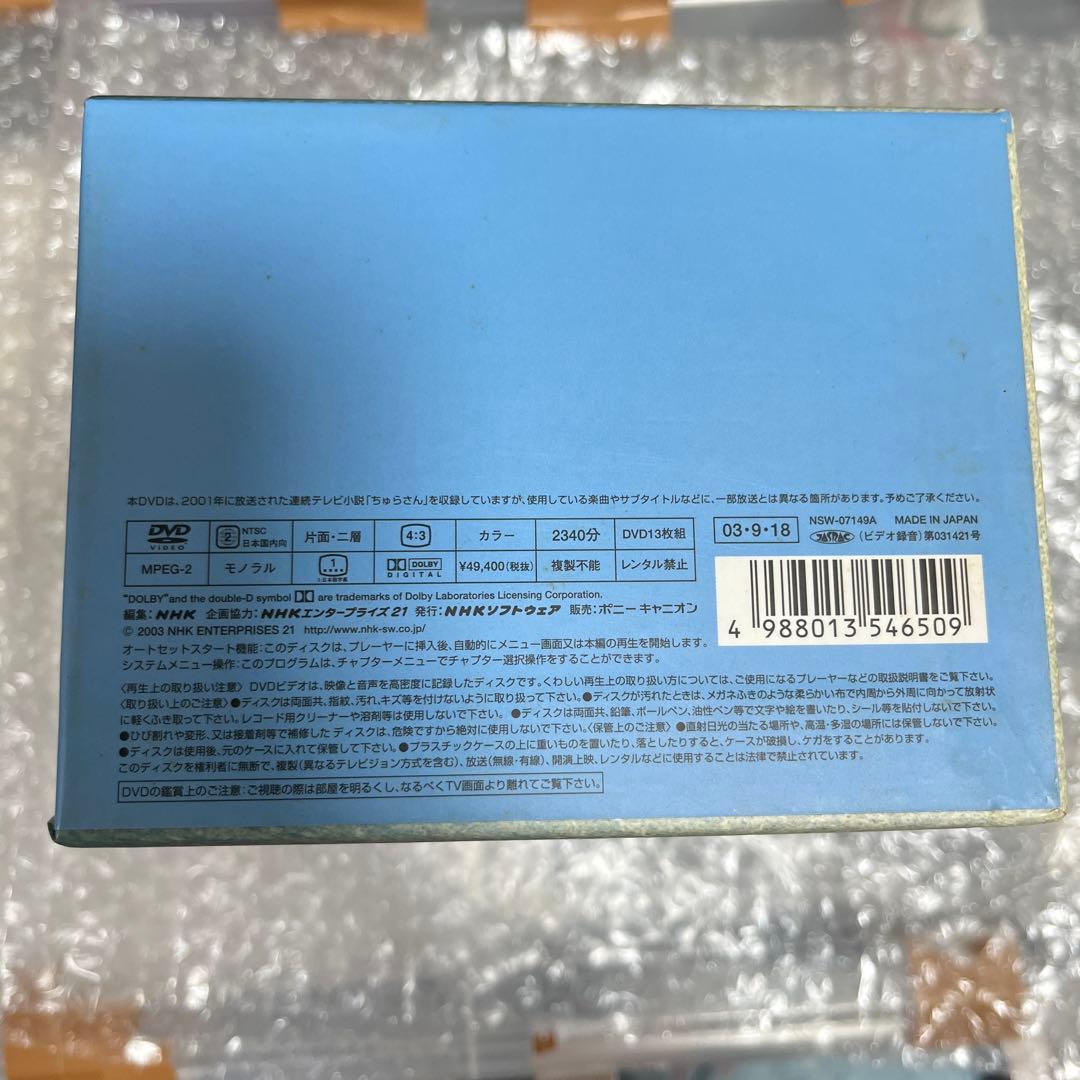 本DVDは、2001年に放送された連続テレビ小説「ちゅらさん」を収録していますが、使用している楽曲やサブタイトルなどに、一部放送とは異なる箇所があります。予めご了承ください。
DVD VIDEO 2 NTSC 日本国内向 片面・二層 4:3 カラー 2340分 DVD13枚組
MPEG-2 モノラル 1 1:日本語字幕 DOLBY DIGITAL ¥49,400(税抜) 複製不能 レンタル禁止
03・9・18 NSW-07149A MADE IN JAPAN
JASRAC (ビデオ録音)第031421号
"DOLBY"and the double-D symbol are trademarks of Dolby Laboratories Licensing Corporation.
編集:NHK 企画協力:NHKエンタープライズ21 発行:NHKソフトウェア 販売:ポニーキャニオン
© 2003 NHK ENTERPRISES 21 http://www.nhk-sw.co.jp/
4 988013 546509
オートセットスタート機能:このディスクは、プレーヤーに挿入後、自動的にメニュー画面又は本編の再生を開始します。
システムメニュー操作:このプログラムは、チャプターメニューでチャプター選択操作をすることができます。
〈再生上の取り扱い注意〉DVDビデオは、映像と音声を高密度に記録したディスクです。くわしい再生上の取り扱い方については、ご使用になるプレーヤーなどの取扱説明書をご覧下さい。
〈取り扱い上のご注意〉●ディスクは両面共、指紋、汚れ、キズ等を付けないように取り扱って下さい。●ディスクが汚れたときは、メガネふきのような柔らかい布で内周から外周に向かって放射状
に軽くふき取って下さい。レコード用クリーナーや溶剤等は使用しないで下さい。●ディスクは両面共、鉛筆、ボールペン、油性ペン等で文字や絵を書いたり、シール等を貼付しないで下さい。
●ひび割れや変形、又は接着剤等で補修したディスクは、危険ですから絶対に使用しないで下さい。〈保管上のご注意〉●直射日光の当たる場所や、高温・多湿の場所には保管しないで下さい。
●ディスクは使用後、元のケースに入れて保管して下さい。●プラスチックケースの上に重いものを置いたり、落としたりすると、ケースが破損し、ケガをすることがあります。
このディスクを権利者に無断で、複製(異なるテレビジョン方式を含む)、放送(無線・有線)、公開上映、レンタルなどに使用することは法律で禁止されています。
DVDの鑑賞上のご注意:ご視聴の際は部屋を明るくし、なるべくTV画面より離れてご覧下さい。